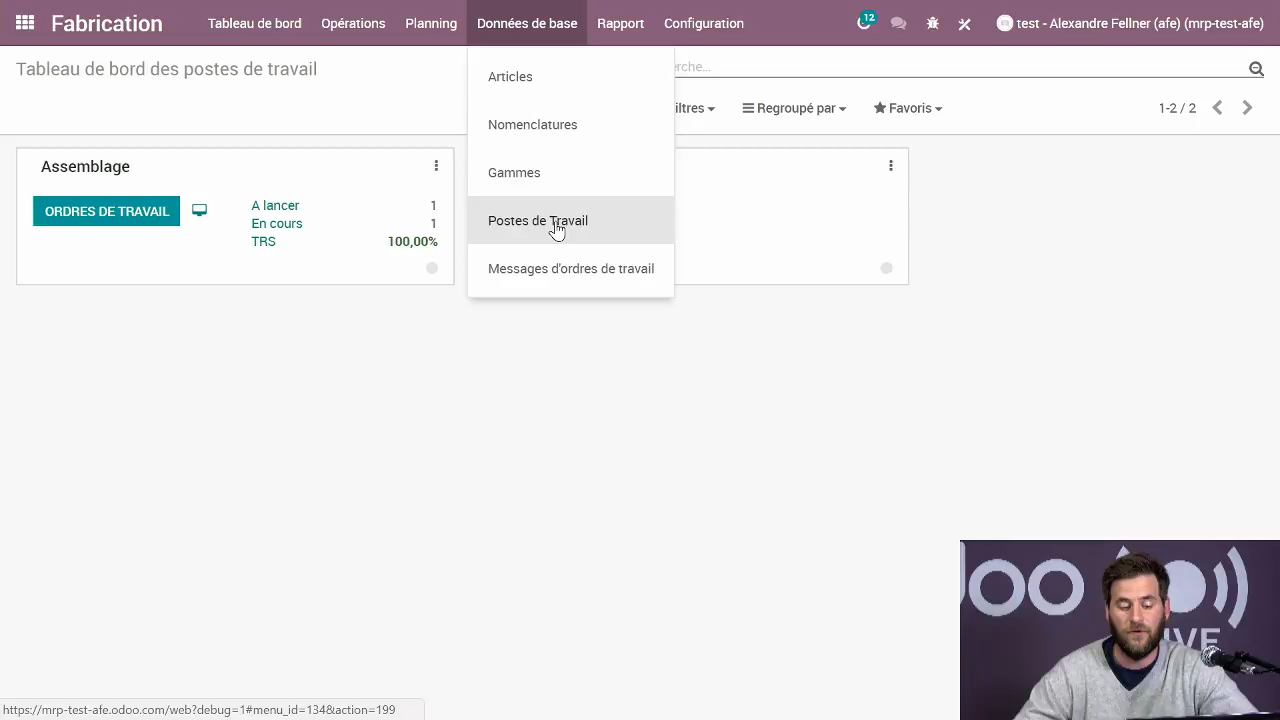 Fabrication
Tableau de bord
Opérations
Planning
Données de base
Rapport
Configuration
12
test - Alexandre Fellner (afe) (mrp-test-afe)
Tableau de bord des postes de travail
Articles
Nomenclatures
Gammes
Postes de Travail
Messages d'ordres de travail
rche...
iltres
Regroupé par
Favoris
1-2 / 2
Assemblage
ORDRES DE TRAVAIL
A lancer 1
En cours 1
TRS 100,00%
https://mrp-test-afe.odoo.com/web?debug=1#menu_id=134&action=199